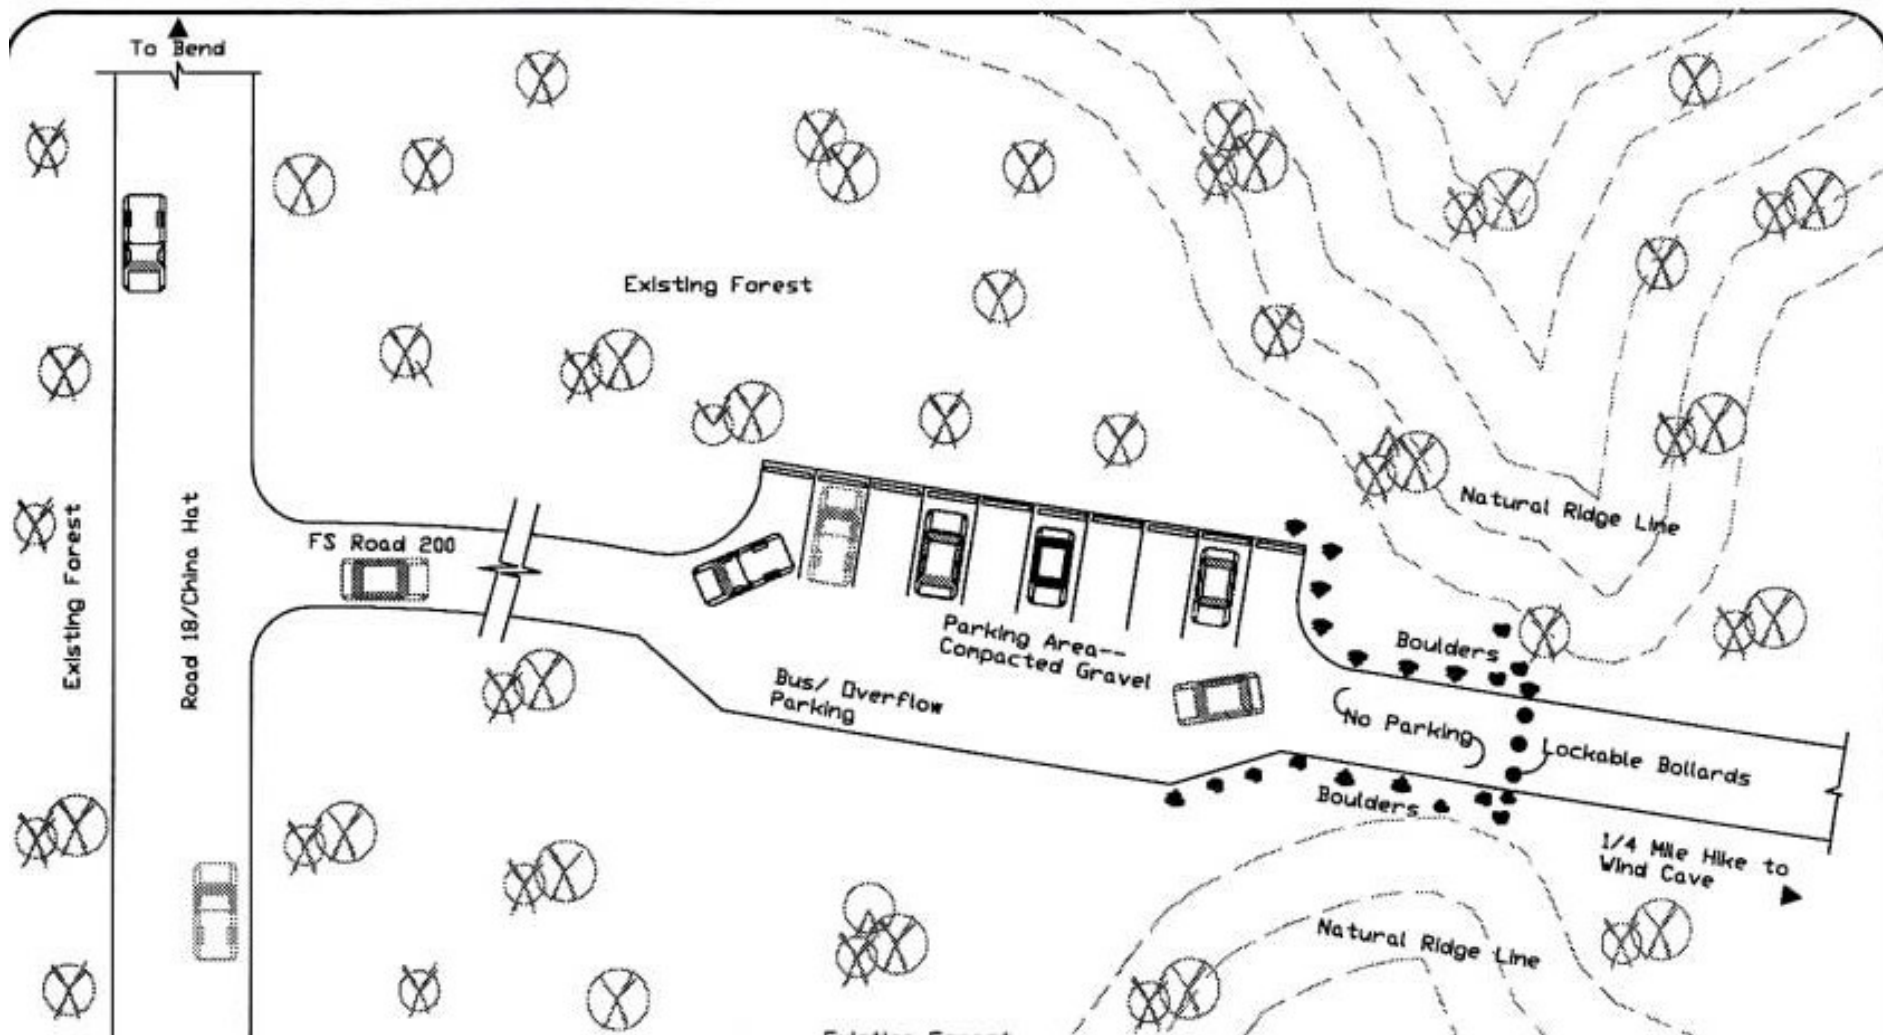 To Bend
Existing Forest
Existing Forest
Road 18/China Hat
FS Road 200
Natural Ridge Line
Parking Area--
Compacted Gravel
Boulders
Bus/ Overflow
Parking
No Parking
Lockable Bollards
Boulders
1/4 Mile Hike to
Wind Cave
Natural Ridge Line
Existing Forest